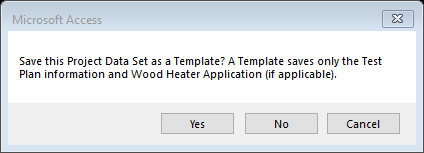 Microsoft Access
Save this Project Data Set as a Template? A Template saves only the Test
Plan information and Wood Heater Application (if applicable).
Yes
No
Cancel